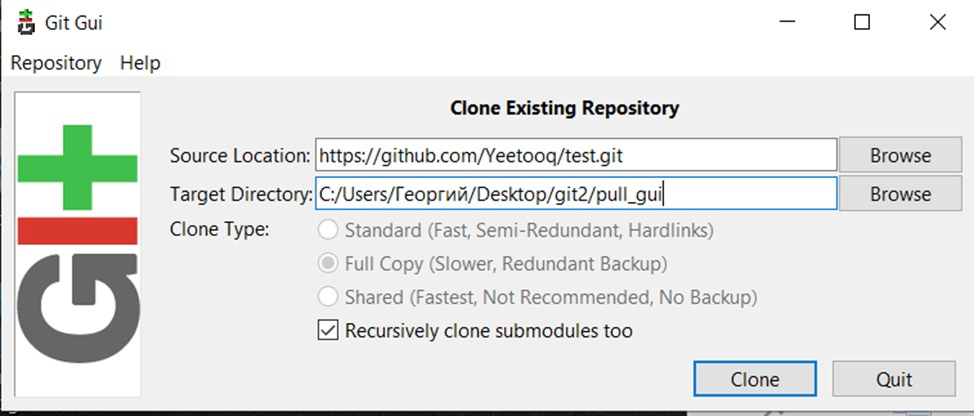 Git Gui
Repository Help
Clone Existing Repository
Source Location: https://github.com/Yeetooq/test.git Browse
Target Directory: C:/Users/Георгий/Desktop/git2/pull_gui Browse
Clone Type: Standard (Fast, Semi-Redundant, Hardlinks)
Full Copy (Slower, Redundant Backup)
Shared (Fastest, Not Recommended, No Backup)
Recursively clone submodules too
Clone Quit